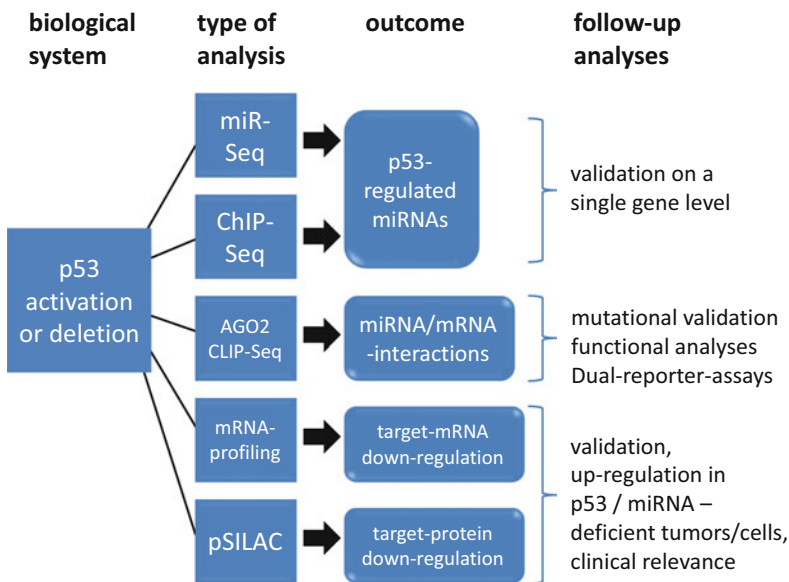 biological
system
type of
analysis
outcome
follow-up
analyses
p53
activation
or deletion
miR-
Seq
ChIP-
Seq
p53-
regulated
miRNAs
validation on a
single gene level
AGO2
CLIP-Seq
miRNA/mRNA
-interactions
mutational validation
functional analyses
Dual-reporter-assays
mRNA-
profiling
target-mRNA
down-regulation
pSILAC
target-protein
down-regulation
validation,
up-regulation in
p53 / miRNA –
deficient tumors/cells,
clinical relevance